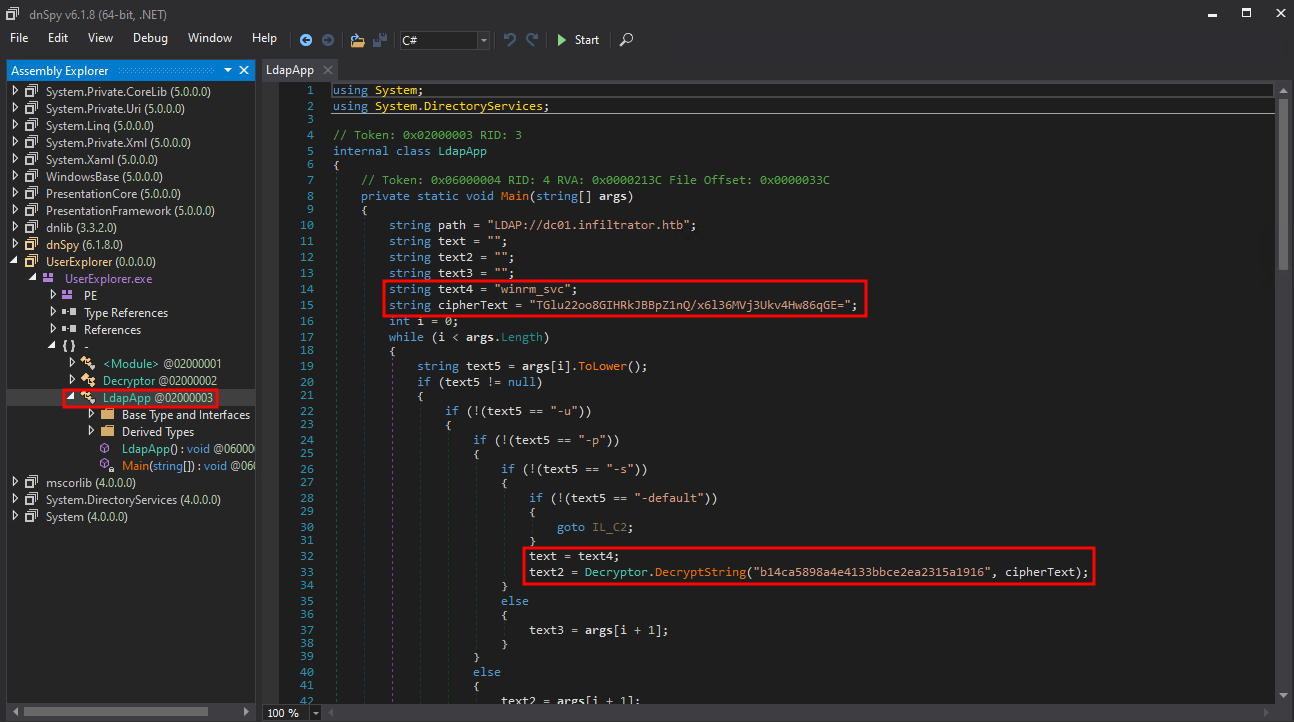 dnSpy v6.1.8 (64-bit, .NET)
File Edit View Debug Window Help C# Start
Assembly Explorer
System.Private.CoreLib (5.0.0.0)
System.Private.Uri (5.0.0.0)
System.Linq (5.0.0.0)
System.Private.Xml (5.0.0.0)
System.Xaml (5.0.0.0)
WindowsBase (5.0.0.0)
PresentationCore (5.0.0.0)
PresentationFramework (5.0.0.0)
dnlib (3.3.2.0)
dnSpy (6.1.8.0)
UserExplorer (0.0.0.0)
UserExplorer.exe
PE
Type References
References
{ } -
<Module> @02000001
Decryptor @02000002
LdapApp @02000003
Base Type and Interfaces
Derived Types
LdapApp() : void @0600
Main(string[]) : void @060
mscorlib (4.0.0.0)
System.DirectoryServices (4.0.0.0)
System (4.0.0.0)
LdapApp
1 using System;
2 using System.DirectoryServices;
3
4 // Token: 0x02000003 RID: 3
5 internal class LdapApp
6 {
7 // Token: 0x06000004 RID: 4 RVA: 0x0000213C File Offset: 0x0000033C
8 private static void Main(string[] args)
9 {
10 string path = "LDAP://dc01.infiltrator.htb";
11 string text = "";
12 string text2 = "";
13 string text3 = "";
14 string text4 = "winrm_svc";
15 string cipherText = "TGlu22oo8GIHRkJBBpZ1nQ/x6l36MVj3Ukv4Hw86qGE=";
16 int i = 0;
17 while (i < args.Length)
18 {
19 string text5 = args[i].ToLower();
20 if (text5 != null)
21 {
22 if (!(text5 == "-u"))
23 {
24 if (!(text5 == "-p"))
25 {
26 if (!(text5 == "-s"))
27 {
28 if (!(text5 == "-default"))
29 {
30 goto IL_C2;
31 }
32 text = text4;
33 text2 = Decryptor.DecryptString("b14ca5898a4e4133bbce2ea2315a1916", cipherText);
34 }
35 else
36 {
37 text3 = args[i + 1];
38 }
39 }
40 else
41 {
42 text2 = args[i + 1];
100 %